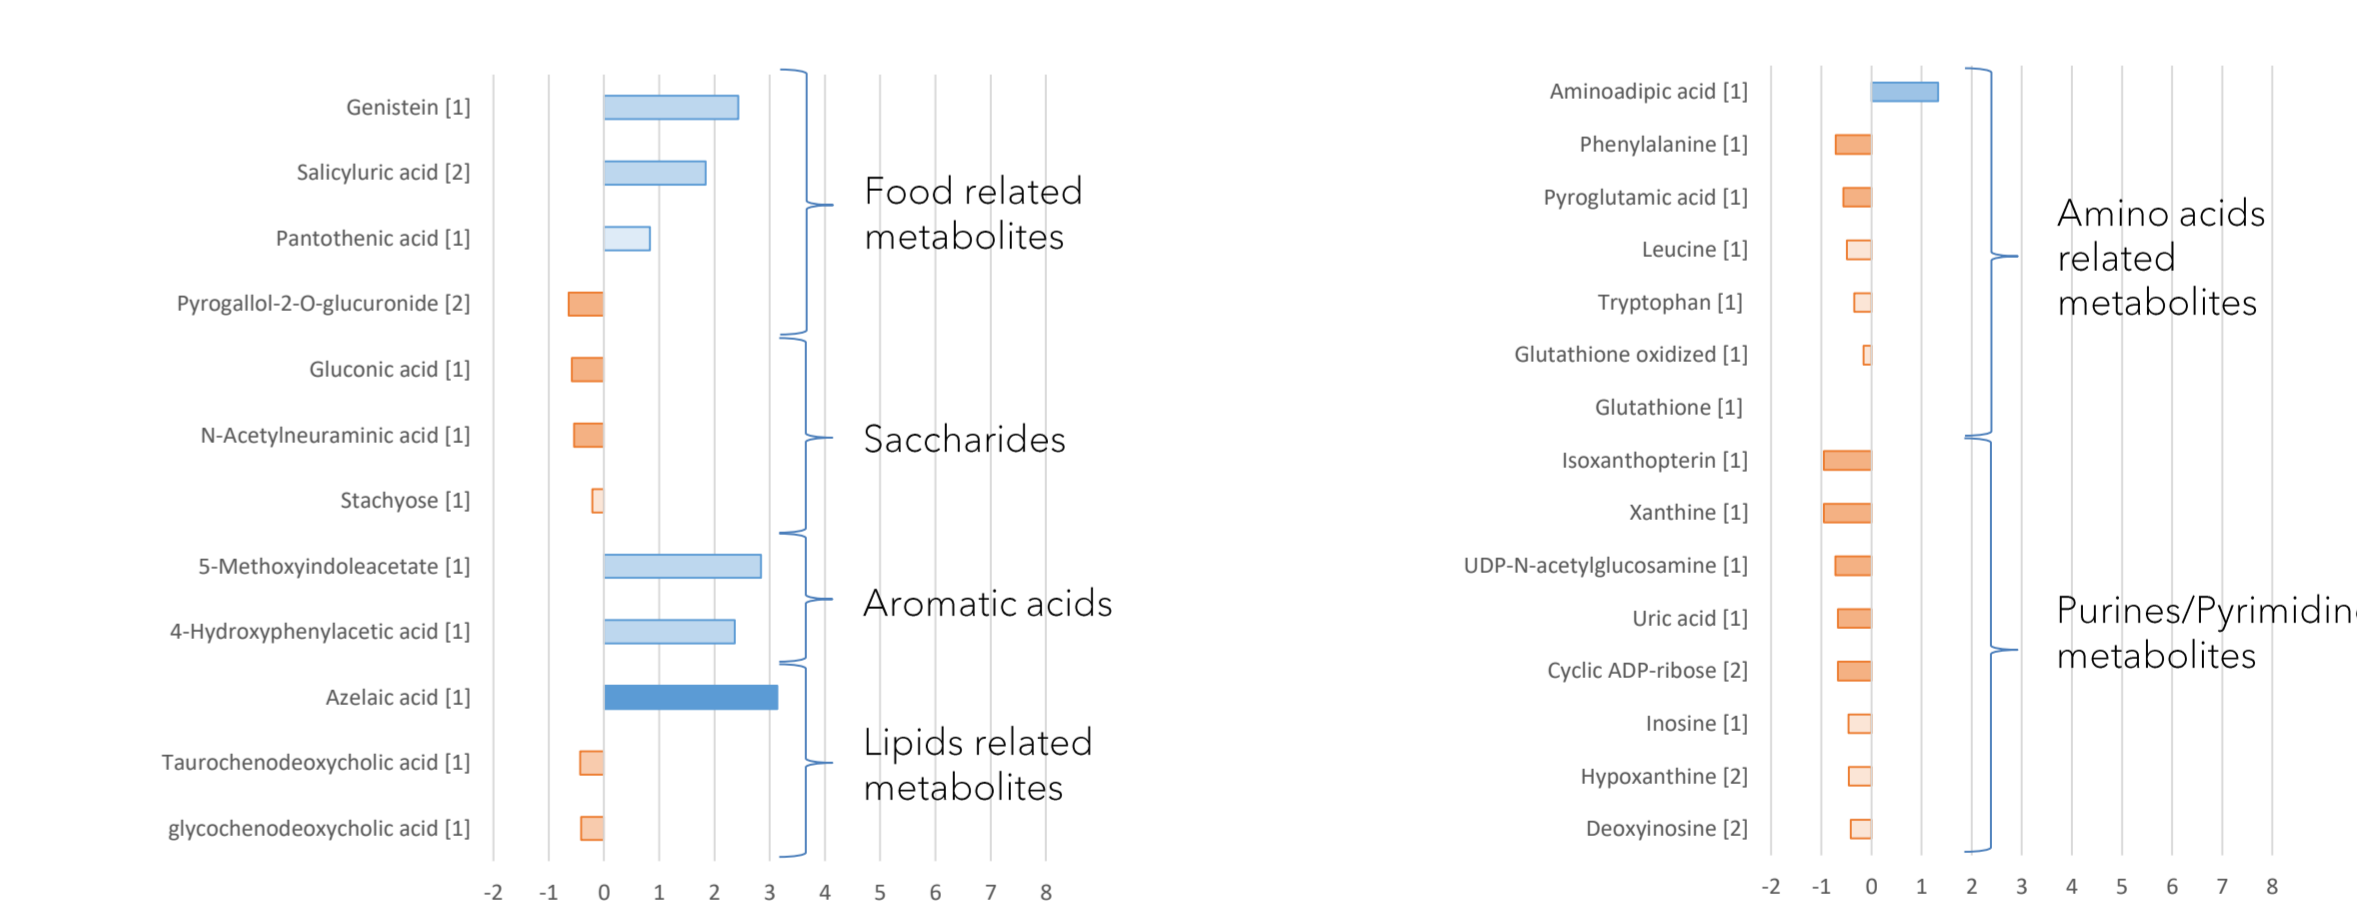 Genistein [1]
Salicyluric acid [2]
Pantothenic acid [1]
Pyrogallol-2-O-glucuronide [2]
Gluconic acid [1]
N-Acetylneuraminic acid [1]
Stachyose [1]
5-Methoxyindoleacetate [1]
4-Hydroxyphenylacetic acid [1]
Azelaic acid [1]
Taurochenodeoxycholic acid [1]
glycochenodeoxycholic acid [1]
Food related
metabolites
Saccharides
Aromatic acids
Lipids related
metabolites
-2 -1 0 1 2 3 4 5 6 7 8
Aminoadipic acid [1]
Phenylalanine [1]
Pyroglutamic acid [1]
Leucine [1]
Tryptophan [1]
Glutathione oxidized [1]
Glutathione [1]
Isoxanthopterin [1]
Xanthine [1]
UDP-N-acetylglucosamine [1]
Uric acid [1]
Cyclic ADP-ribose [2]
Inosine [1]
Hypoxanthine [2]
Deoxyinosine [2]
Amino acids
related
metabolites
Purines/Pyrimidin
metabolites
-2 -1 0 1 2 3 4 5 6 7 8